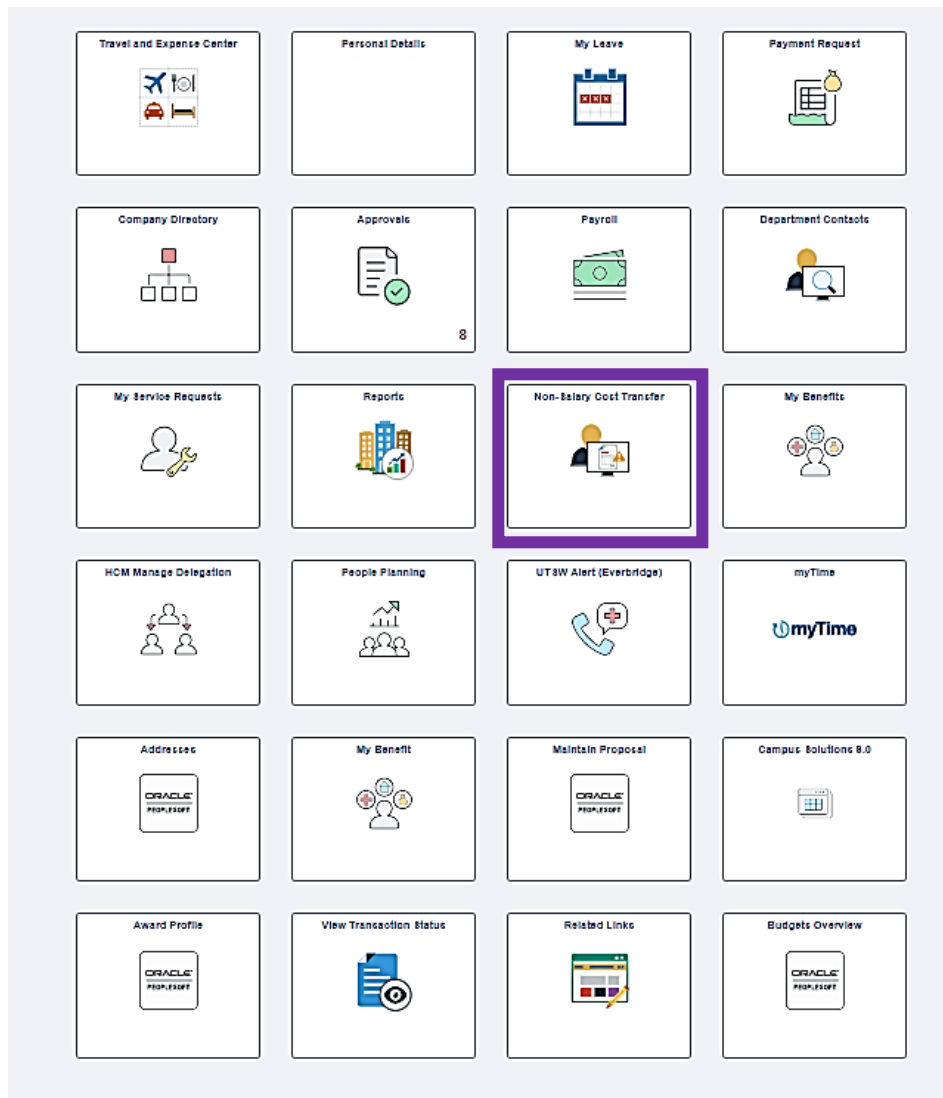 Travel and Expense Center
Personal Details
My Leave
Payment Request
Company Directory
Approvals
8
Payroll
Department Contacts
My Service Requests
Reports
Non-Salary Cost Transfer
My Benefits
HCM Manage Delegation
People Planning
UTSW Alert (Everbridge)
myTime
myTime
Addresses
ORACLE
PEOPLESOFT
My Benefit
Maintain Proposal
ORACLE
PEOPLESOFT
Campus Solutions 9.0
Award Profile
ORACLE
PEOPLESOFT
View Transaction Status
Related Links
Budgets Overview
ORACLE
PEOPLESOFT